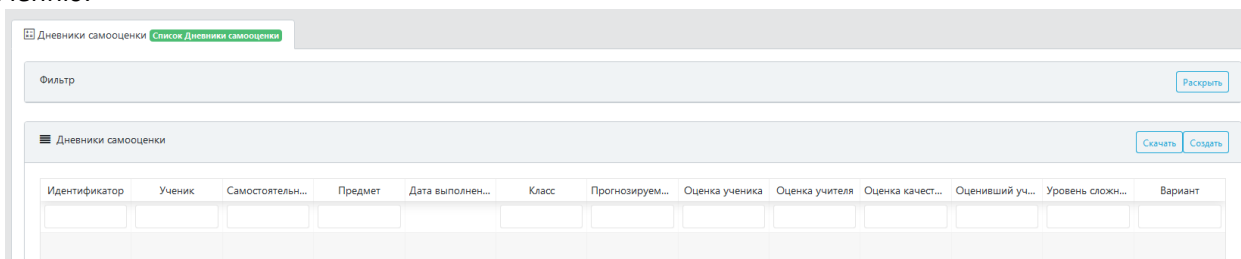 Дневники самооценки Список Дневники самооценки
Фильтр Раскрыть
Дневники самооценки Скачать Создать
Идентификатор Ученик Самостоятельн... Предмет Дата выполнен... Класс Прогнозируем... Оценка ученика Оценка учителя Оценка качест... Оценивший уч... Уровень сложн... Вариант